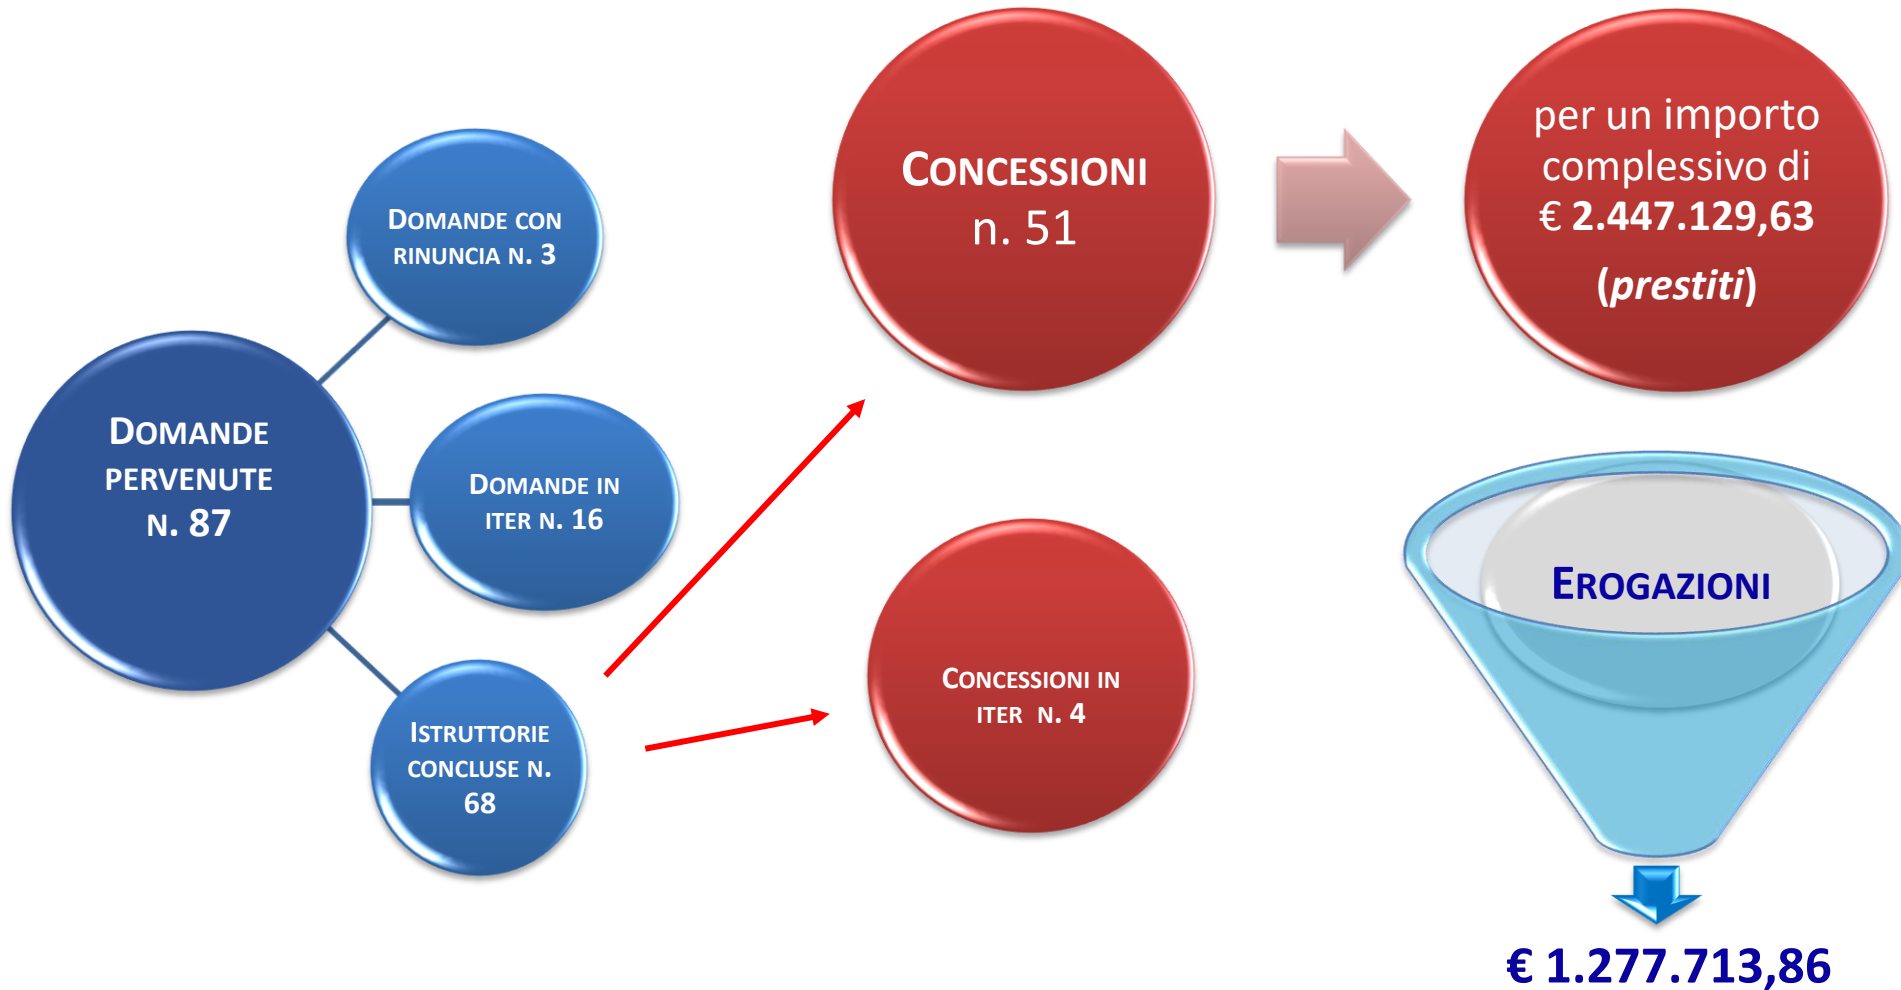 DOMANDE
PERVENUTE
N. 87
DOMANDE CON
RINUNCIA N. 3
DOMANDE IN
ITER N. 16
ISTRUTTORIE
CONCLUSE N.
68
CONCESSIONI
n. 51
CONCESSIONI IN
ITER N. 4
per un importo
complessivo di
€ 2.447.129,63
(prestiti)
EROGAZIONI
€ 1.277.713,86